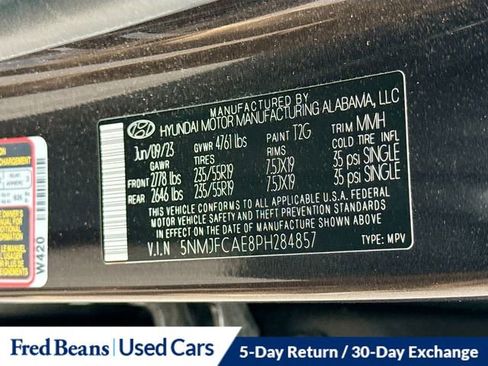 MANUFACTURED BY
HYUNDAI MOTOR MANUFACTURING ALABAMA, LLC
Jun/09/23 GVWR 4761 lbs PAINT T2G TRIM MMH
GAWR TIRES RIMS COLD TIRE INFL
FRONT 2778 lbs 235/55R19 7.5JX19 35 psi SINGLE
REAR 2646 lbs 235/55R19 7.5JX19 35 psi SINGLE
THIS VEHICLE CONFORMS TO ALL APPLICABLE U.S.A. FEDERAL
MOTOR VEHICLE SAFETY AND THEFT PREVENTION STANDARDS
IN EFFECT ON THE DATE OF MANUFACTURE SHOWN ABOVE.
V.I.N 5NMJFCAE8PH284857 TYPE: MPV
W420
Fred Beans Used Cars
5-Day Return / 30-Day Exchange